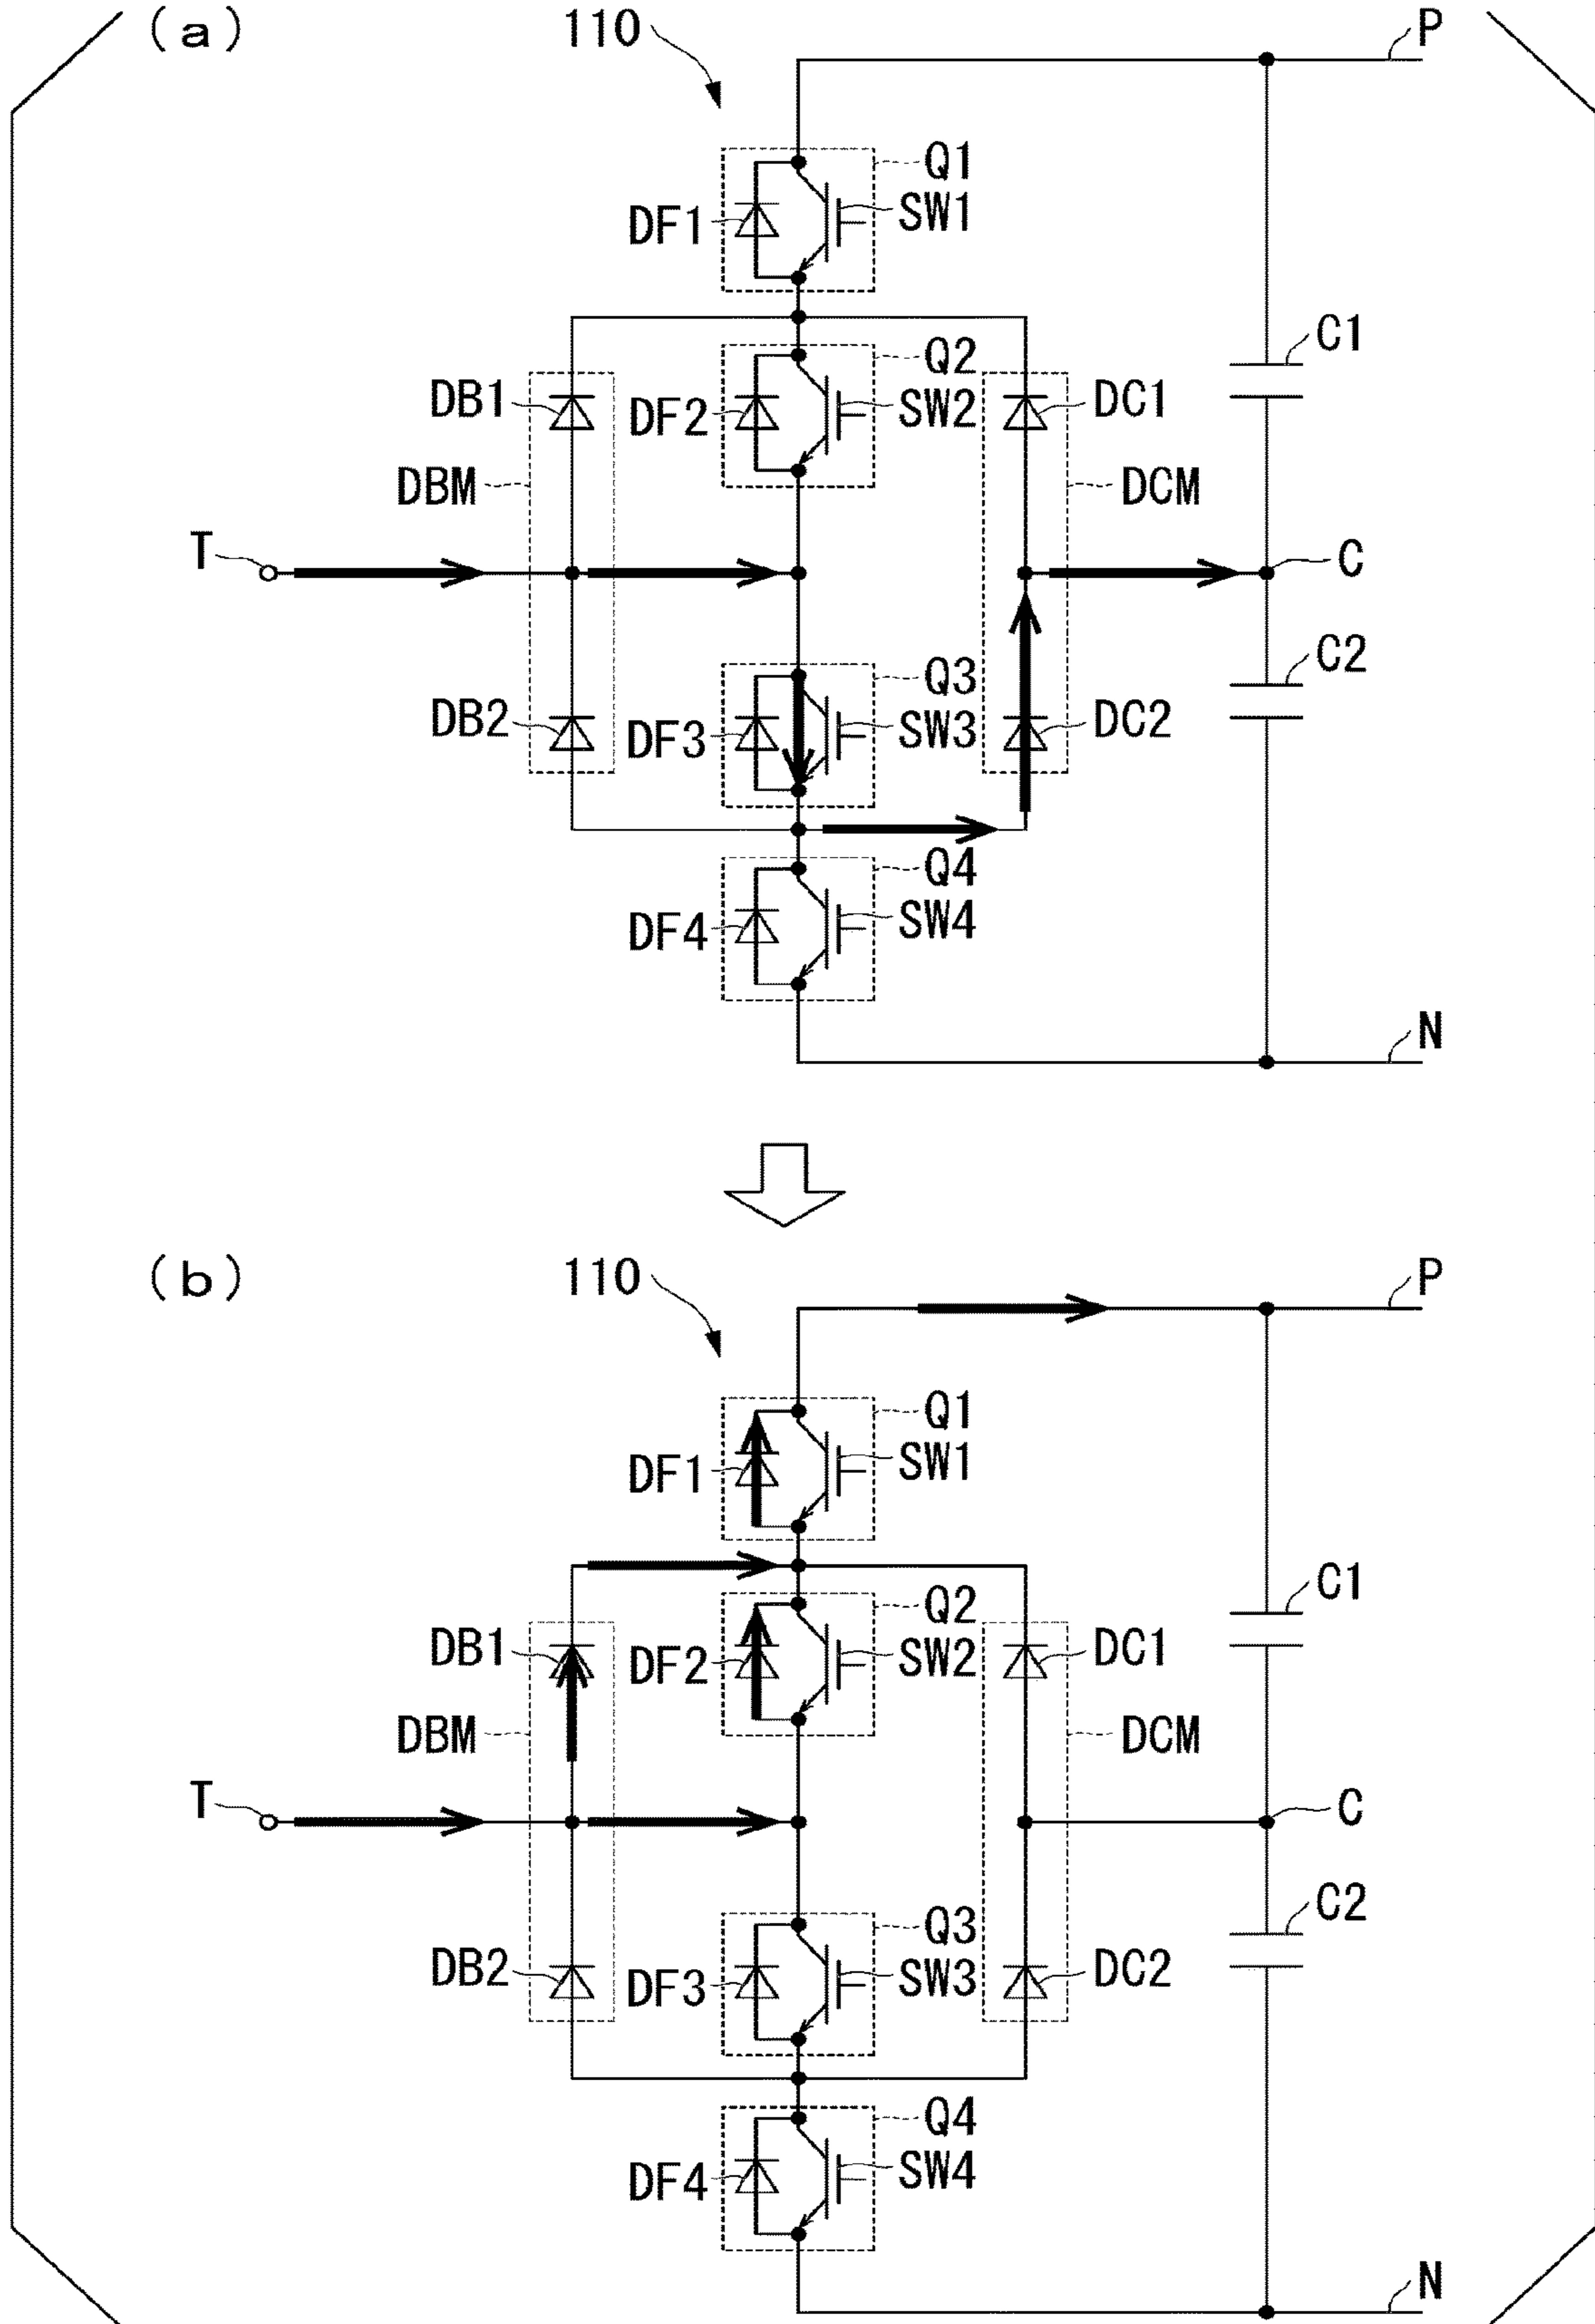 (a)
110
P
Q1
SW1
DF1
C1
Q2
DB1
DF2
SW2
DC1
DBM
DCM
T
C
C2
Q3
DB2
DF3
SW3
DC2
Q4
DF4
SW4
N
(b)
110
P
Q1
SW1
DF1
C1
Q2
DB1
DF2
SW2
DC1
DBM
DCM
T
C
C2
Q3
DB2
DF3
SW3
DC2
Q4
DF4
SW4
N